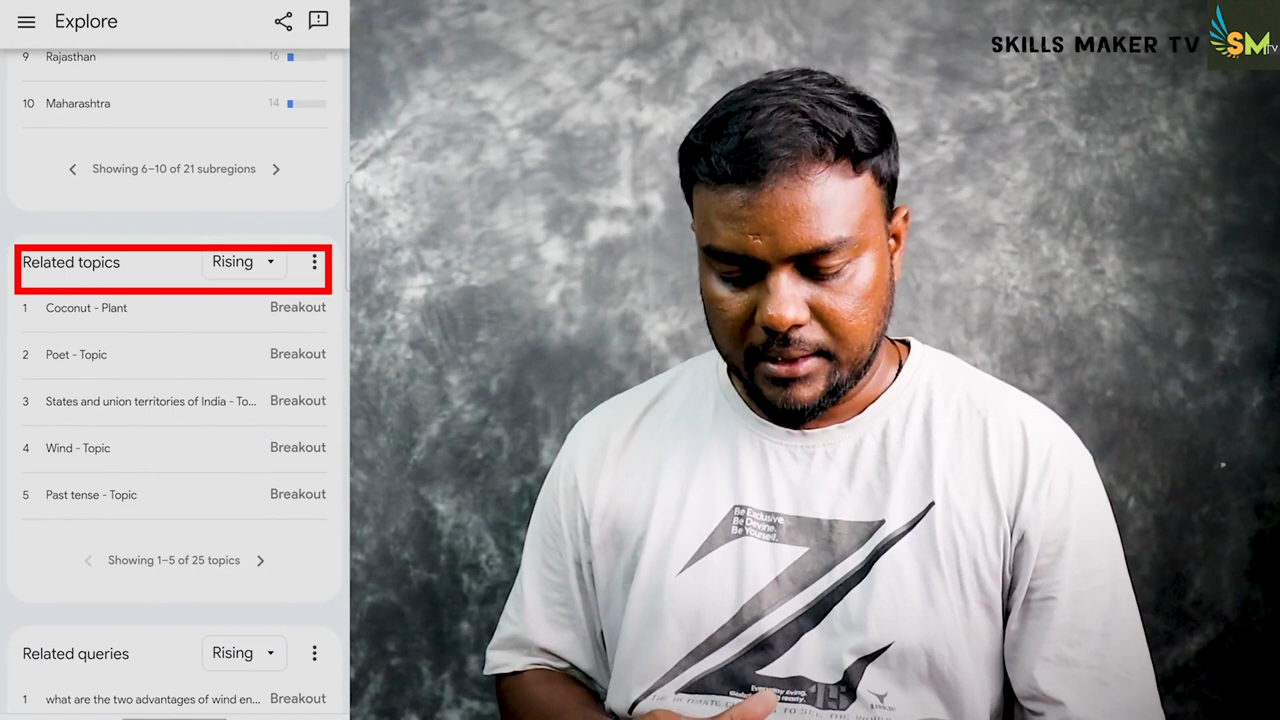 Explore
SKILLS MAKER TV
SM TV
9 Rajasthan 16
10 Maharashtra 14
Showing 6–10 of 21 subregions
Related topics Rising
1 Coconut - Plant Breakout
2 Poet - Topic Breakout
3 States and union territories of India - To... Breakout
4 Wind - Topic Breakout
5 Past tense - Topic Breakout
Showing 1–5 of 25 topics
Related queries Rising
1 what are the two advantages of wind en... Breakout
Be Exclusive.
Be Devine.
Be Yourself.